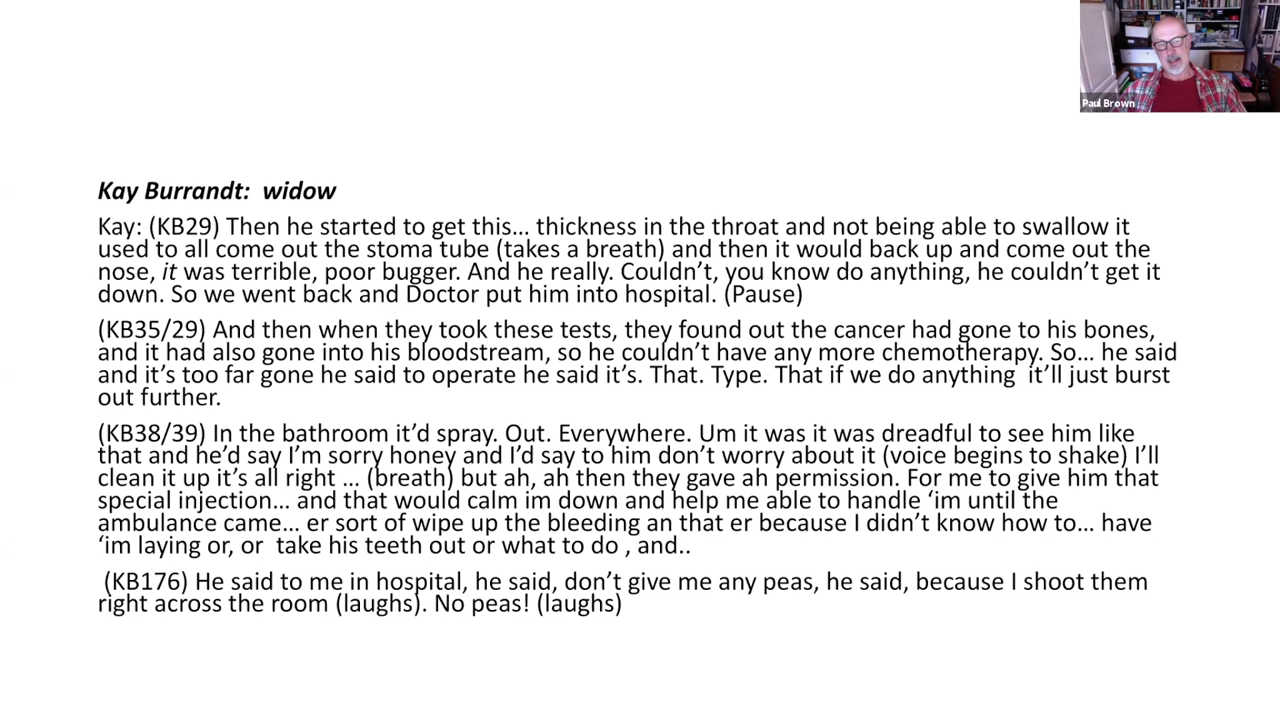 Paul Brown
Kay Burrandt:  widow
Kay: (KB29) Then he started to get this... thickness in the throat and not being able to swallow it
used to all come out the stoma tube (takes a breath) and then it would back up and come out the
nose, it was terrible, poor bugger. And he really. Couldn't, you know do anything, he couldn't get it
down. So we went back and Doctor put him into hospital. (Pause)
(KB35/29) And then when they took these tests, they found out the cancer had gone to his bones,
and it had also gone into his bloodstream, so he couldn't have any more chemotherapy. So... he said
and it's too far gone he said to operate he said it's. That. Type. That if we do anything  it'll just burst
out further.
(KB38/39) In the bathroom it'd spray. Out. Everywhere. Um it was it was dreadful to see him like
that and he'd say I'm sorry honey and I'd say to him don't worry about it (voice begins to shake) I'll
clean it up it's all right ... (breath) but ah, ah then they gave ah permission. For me to give him that
special injection... and that would calm im down and help me able to handle 'im until the
ambulance came... er sort of wipe up the bleeding an that er because I didn't know how to... have
'im laying or, or  take his teeth out or what to do , and..
(KB176) He said to me in hospital, he said, don't give me any peas, he said, because I shoot them
right across the room (laughs). No peas! (laughs)